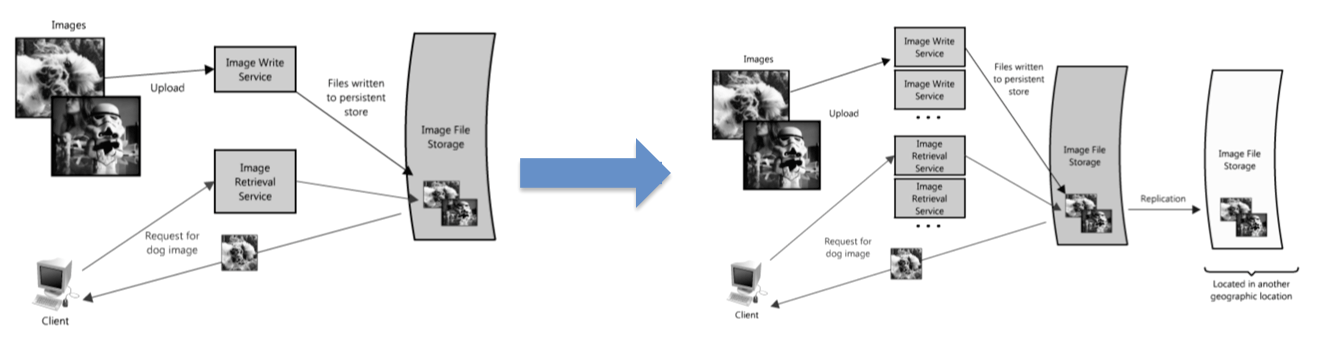 Images
Image Write
Service
Upload
Files written
to persistent
store
Image File
Storage
Image
Retrieval
Service
Request for
dog image
Client
Images
Image Write
Service
Image Write
Service
...
Upload
Files written
to persistent
store
Image
Retrieval
Service
Image
Retrieval
Service
...
Image File
Storage
Replication
Image File
Storage
Request for
dog image
Client
Located in another
geographic location